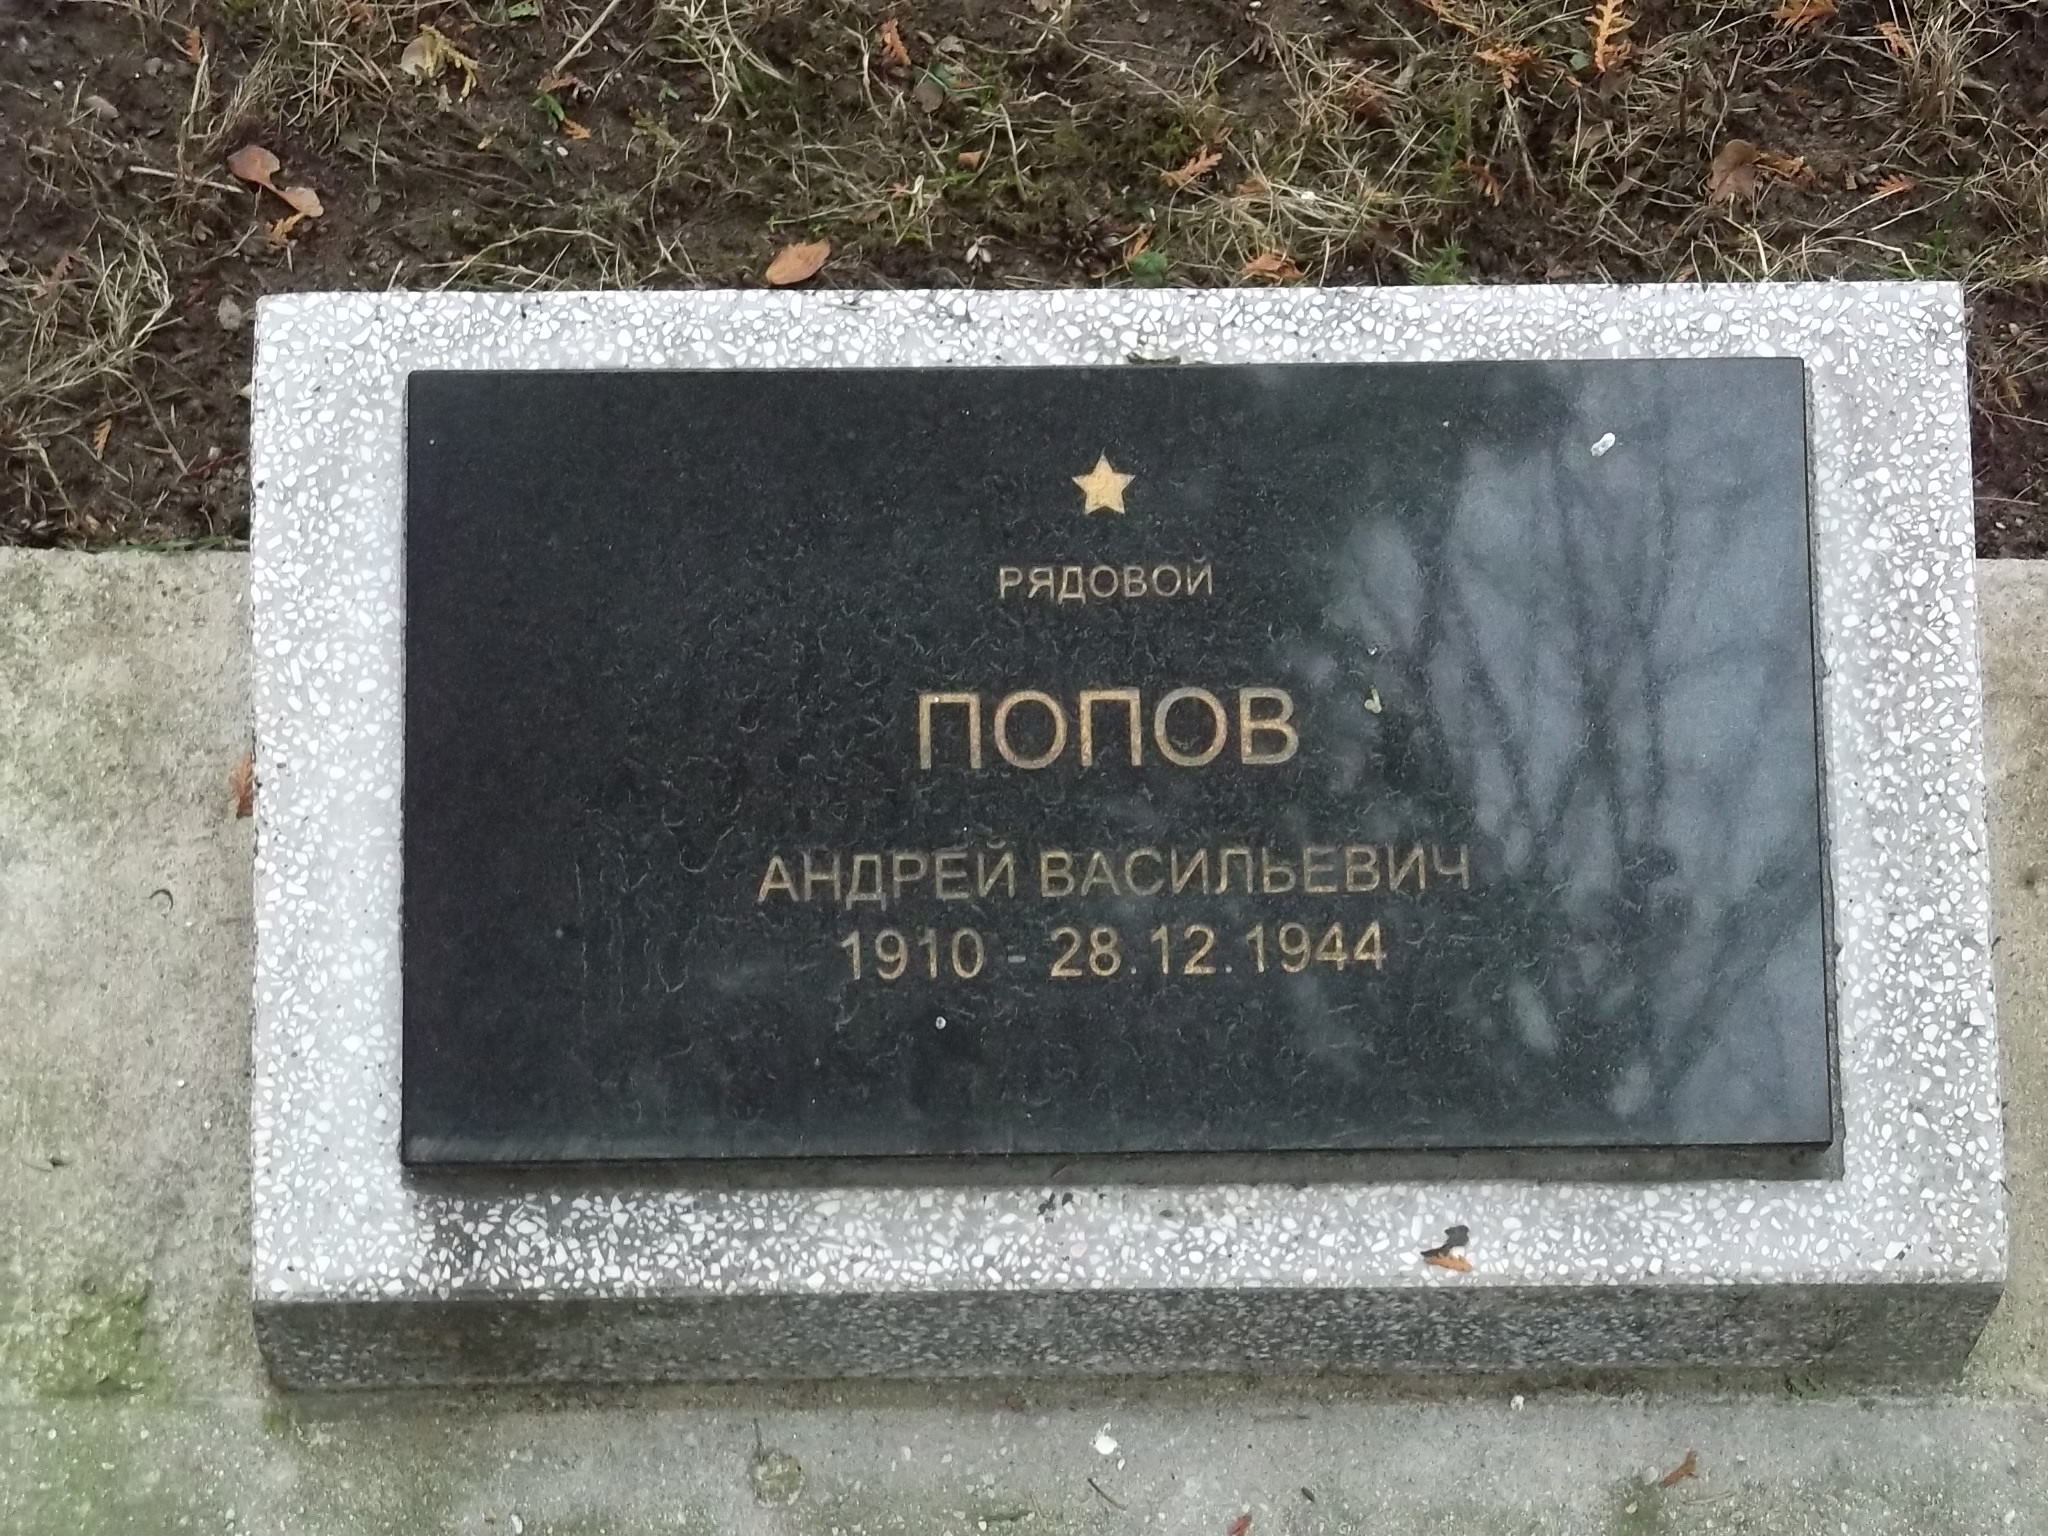 РЯДОВОЙ
ПОПОВ
АНДРЕЙ ВАСИЛЬЕВИЧ
1910 - 28.12.1944